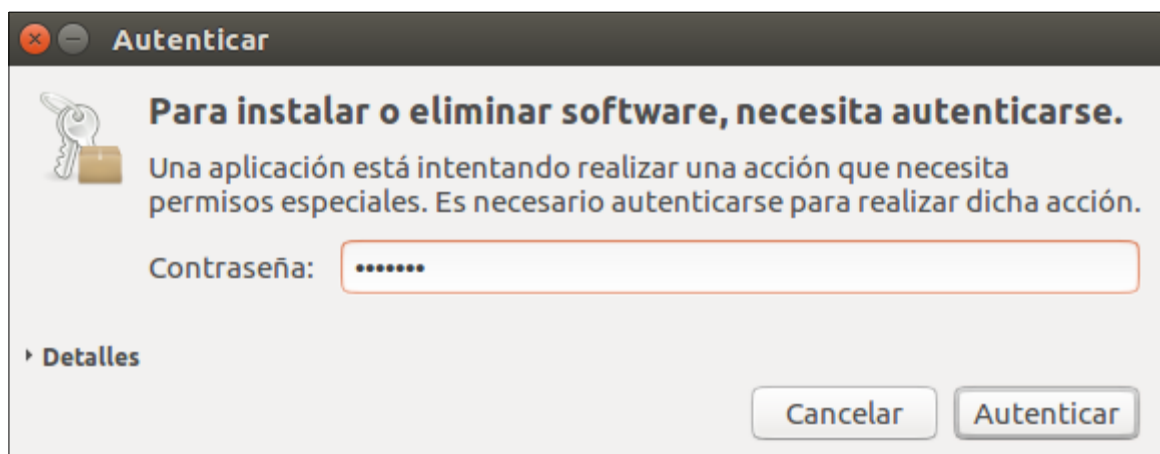 Autenticar
Para instalar o eliminar software, necesita autenticarse.
Una aplicación está intentando realizar una acción que necesita
permisos especiales. Es necesario autenticarse para realizar dicha acción.
Contraseña: •••••••
Detalles
Cancelar Autenticar